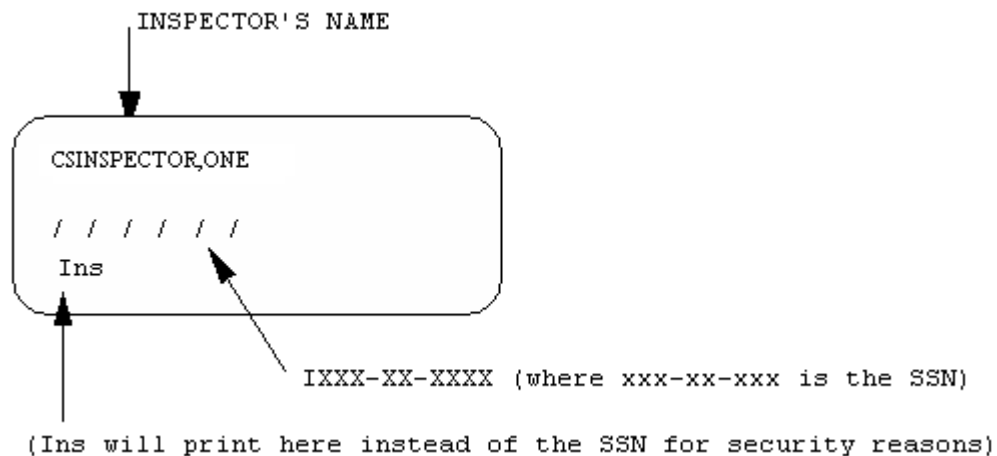 INSPECTOR'S NAME
CSINSPECTOR,ONE
/ / / / / /
Ins
IXXX-XX-XXXX (where xxx-xx-xxx is the SSN)
(Ins will print here instead of the SSN for security reasons)